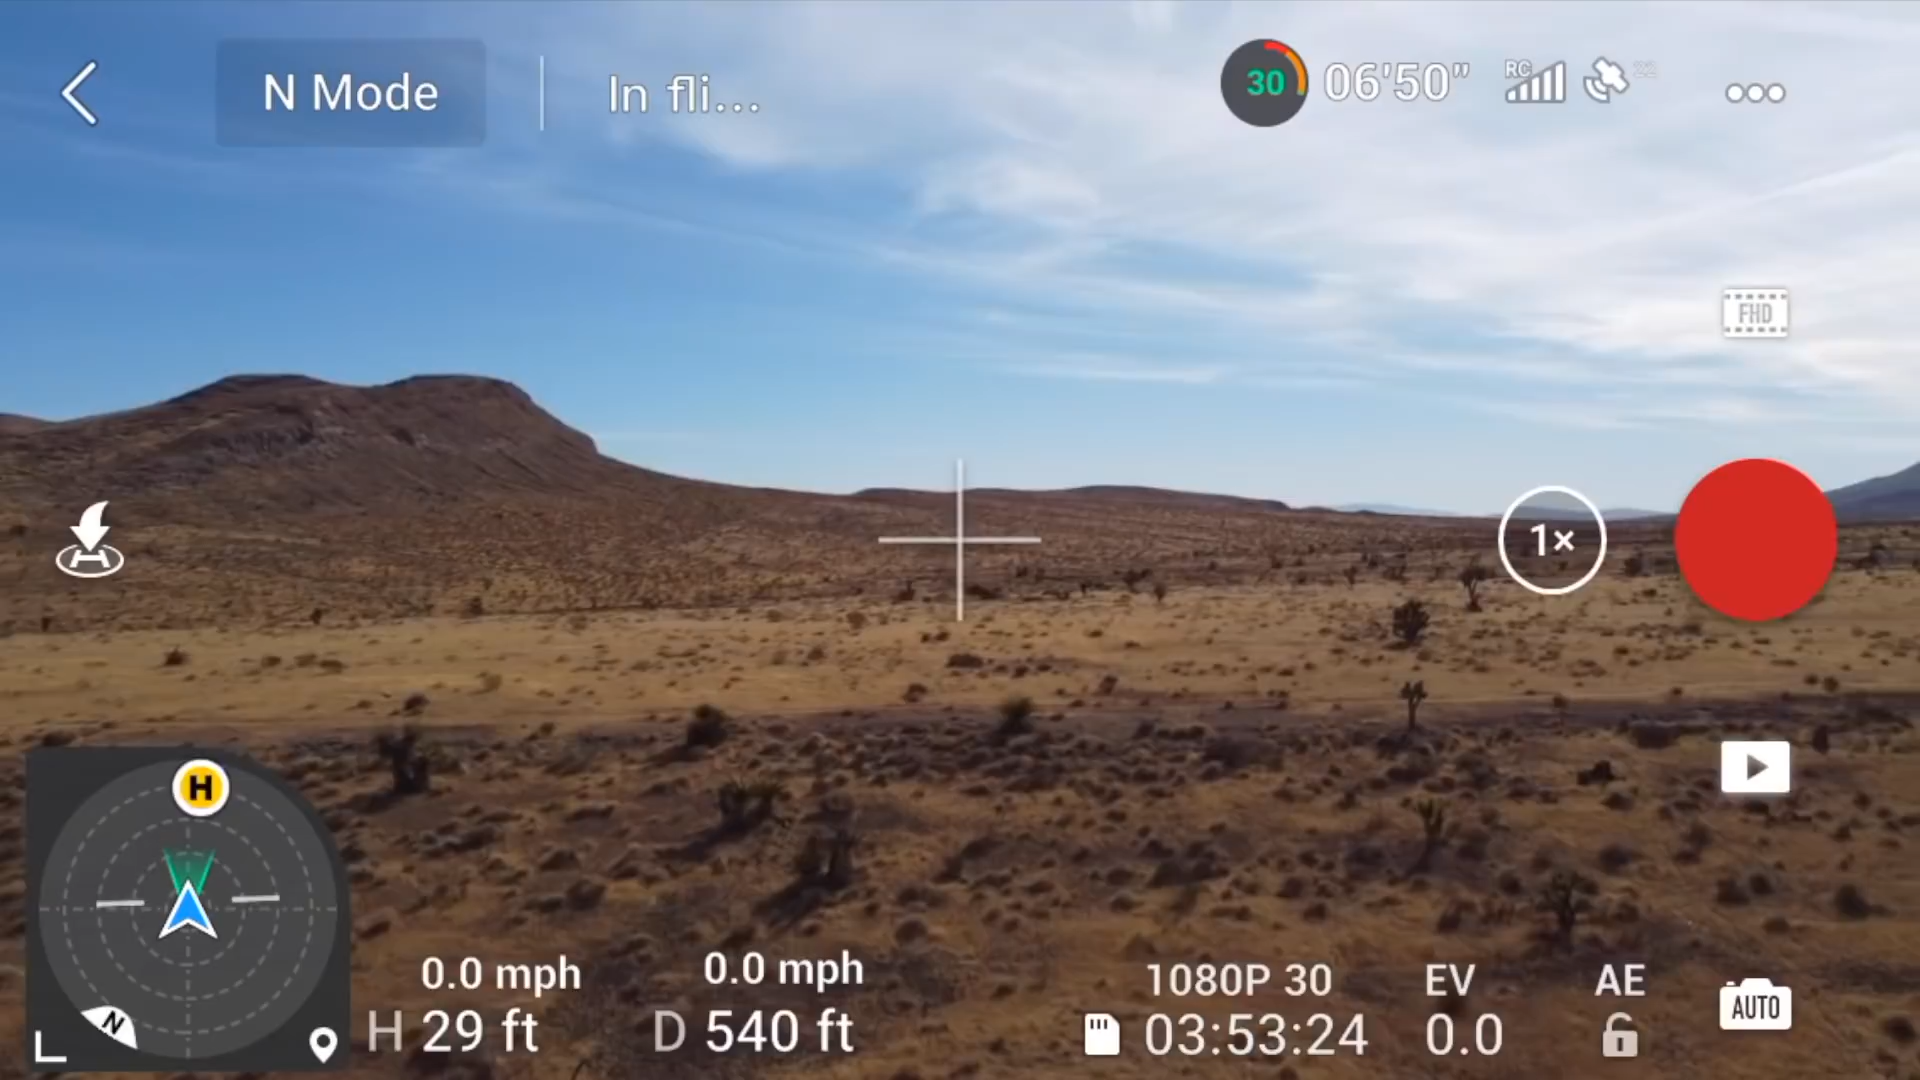 N Mode
In fli...
30
06'50"
RC
22
FHD
1×
H
N
0.0 mph
0.0 mph
H 29 ft
D 540 ft
1080P 30
EV
AE
03:53:24
0.0
AUTO